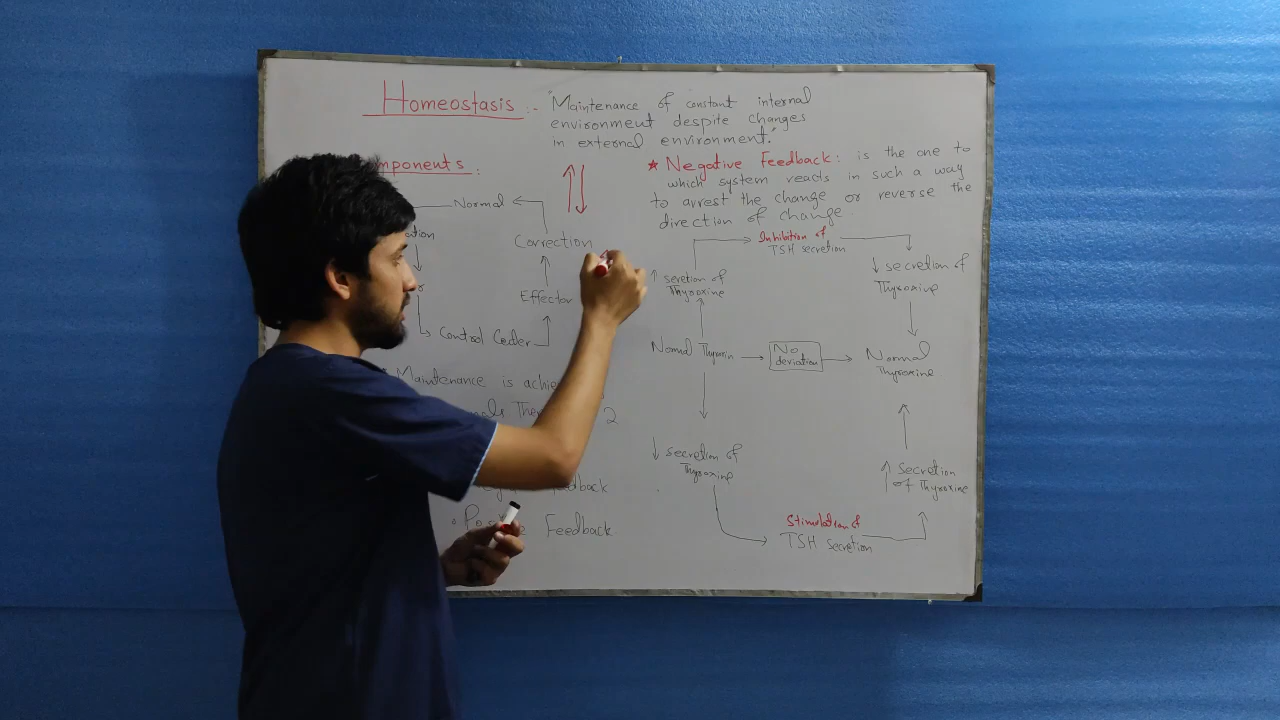 Homeostasis :- "Maintenance of constant internal
environment despite changes
in external environment."
mponents :
Normal
Correction
Effector
Control Center
Maintenance is
2
Feedback
Feedback
★ Negative Feedback: is the one to
which system reacts in such a way
to arrest the change or reverse the
direction of change
Inhibition of
TSH secretion
↑ seretion of
Thyroxine
↓ secretion of
Thyroxine
Normal
No
deviation
Normal
Thyroxine
↓ secretion of
Thyroxine
↑ Secretion
of Thyroxine
Stimulation of
TSH secretion